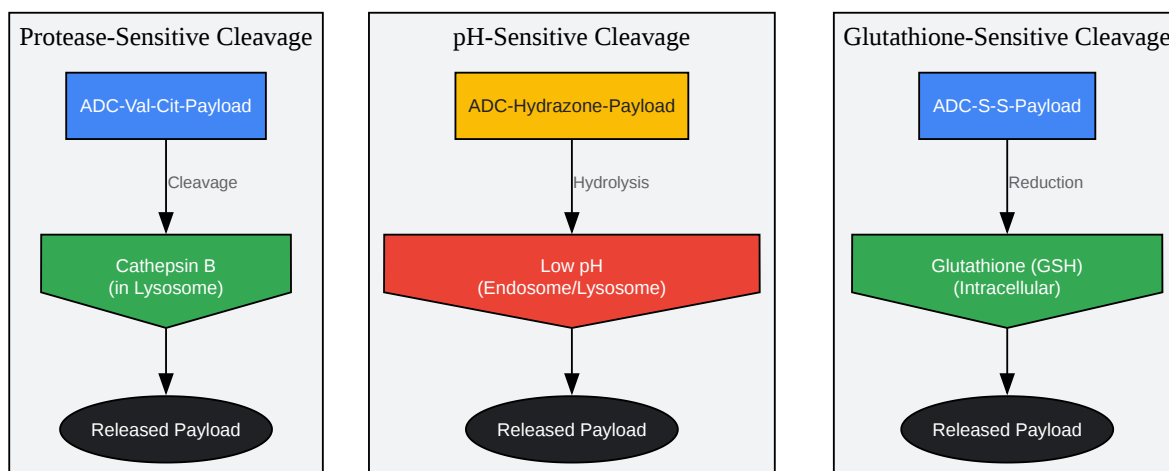 Protease-Sensitive Cleavage
ADC-Val-Cit-Payload
Cleavage
Cathepsin B
(in Lysosome)
Released Payload
pH-Sensitive Cleavage
ADC-Hydrazone-Payload
Hydrolysis
Low pH
(Endosome/Lysosome)
Released Payload
Glutathione-Sensitive Cleavage
ADC-S-S-Payload
Reduction
Glutathione (GSH)
(Intracellular)
Released Payload